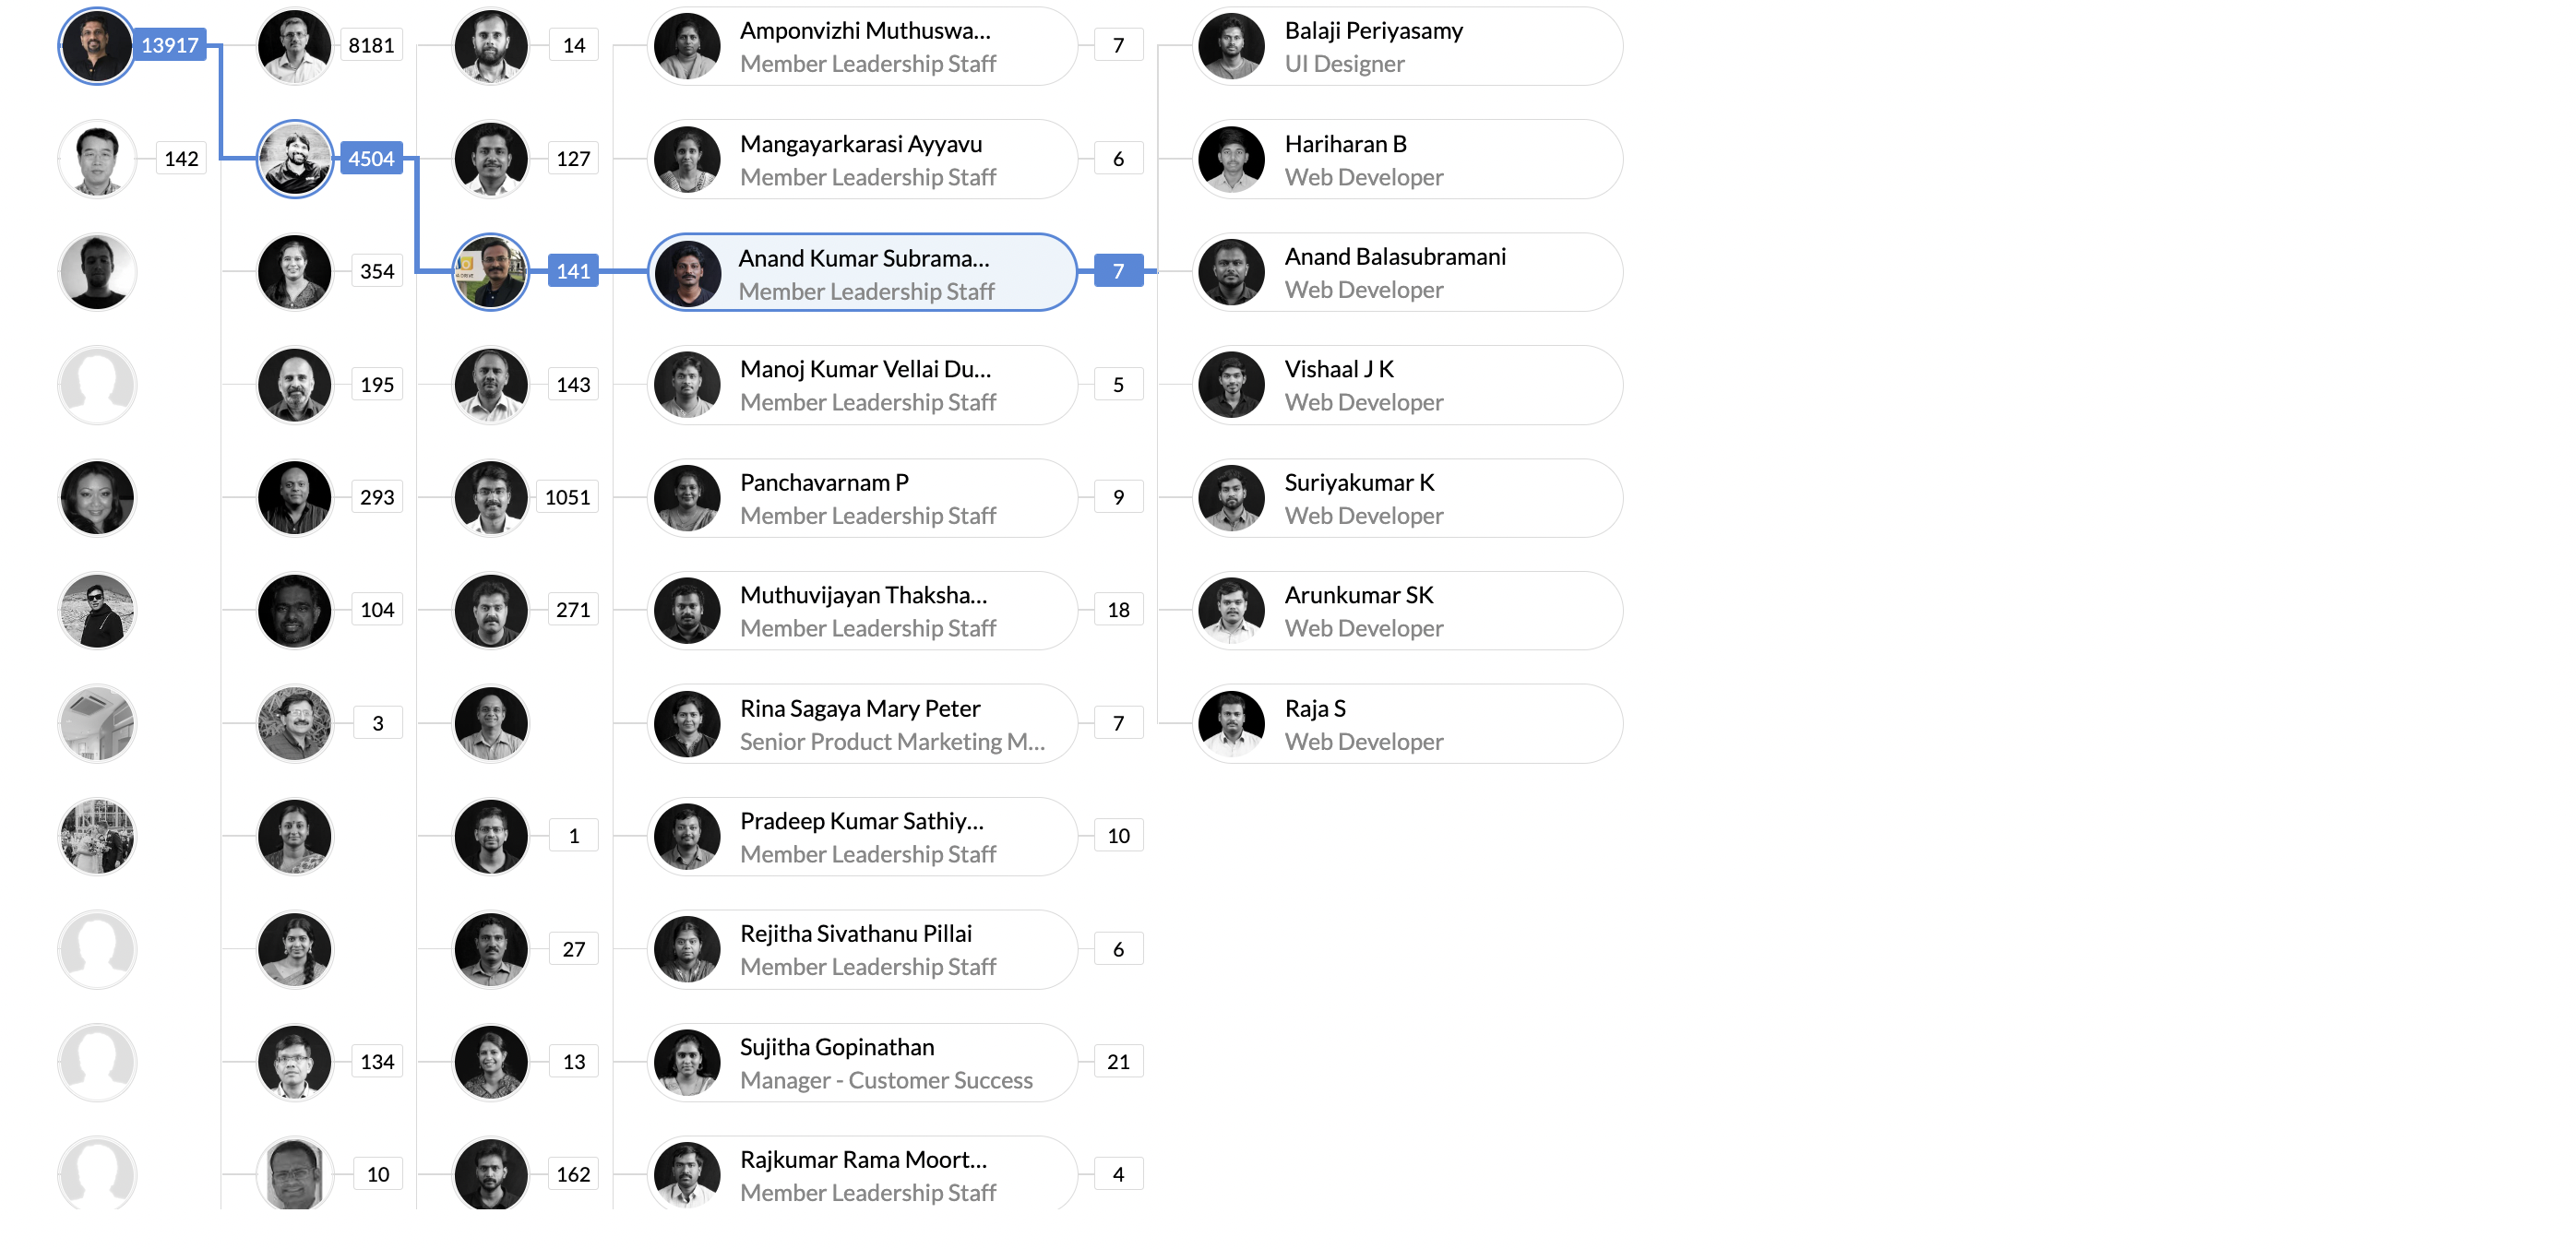 13917
8181
14
Amponvizhi Muthuswa...
Member Leadership Staff
7
Balaji Periyasamy
UI Designer
142
4504
127
Mangayarkarasi Ayyavu
Member Leadership Staff
6
Hariharan B
Web Developer
354
141
Anand Kumar Subrama...
Member Leadership Staff
7
Anand Balasubramani
Web Developer
195
143
Manoj Kumar Vellai Du...
Member Leadership Staff
5
Vishaal J K
Web Developer
293
1051
Panchavarnam P
Member Leadership Staff
9
Suriyakumar K
Web Developer
104
271
Muthuvijayan Thaksha...
Member Leadership Staff
18
Arunkumar SK
Web Developer
3
Rina Sagaya Mary Peter
Senior Product Marketing M...
7
Raja S
Web Developer
1
Pradeep Kumar Sathiy...
Member Leadership Staff
10
27
Rejitha Sivathanu Pillai
Member Leadership Staff
6
134
13
Sujitha Gopinathan
Manager - Customer Success
21
10
162
Rajkumar Rama Moort...
Member Leadership Staff
4